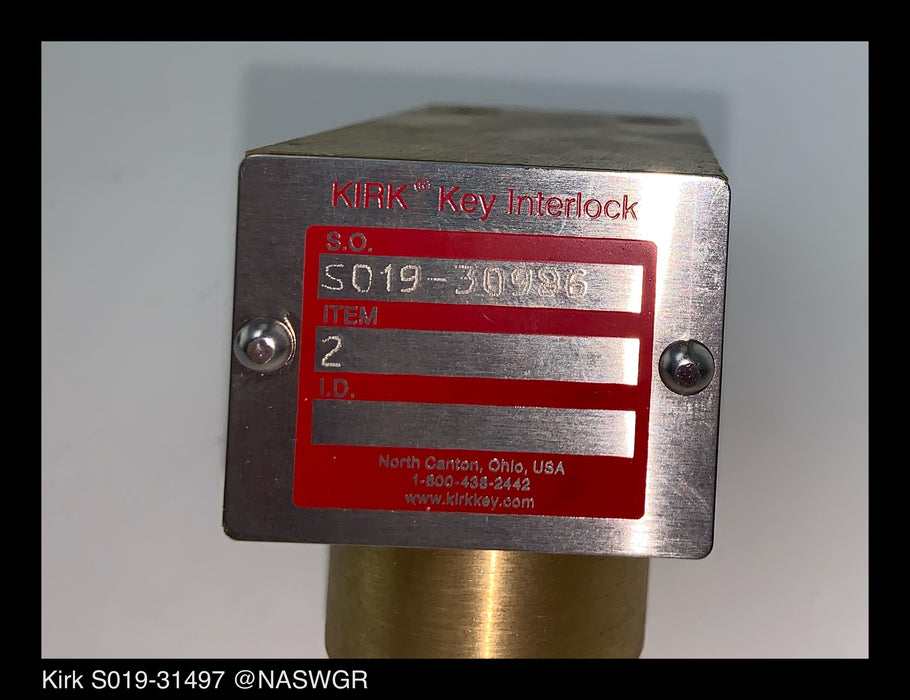 KIRK® Key Interlock
S.O.
S019-30996
ITEM
2
I.D.
North Canton, Ohio, USA
1-800-438-2442
www.kirkkey.com
Kirk S019-31497 @NASWGR